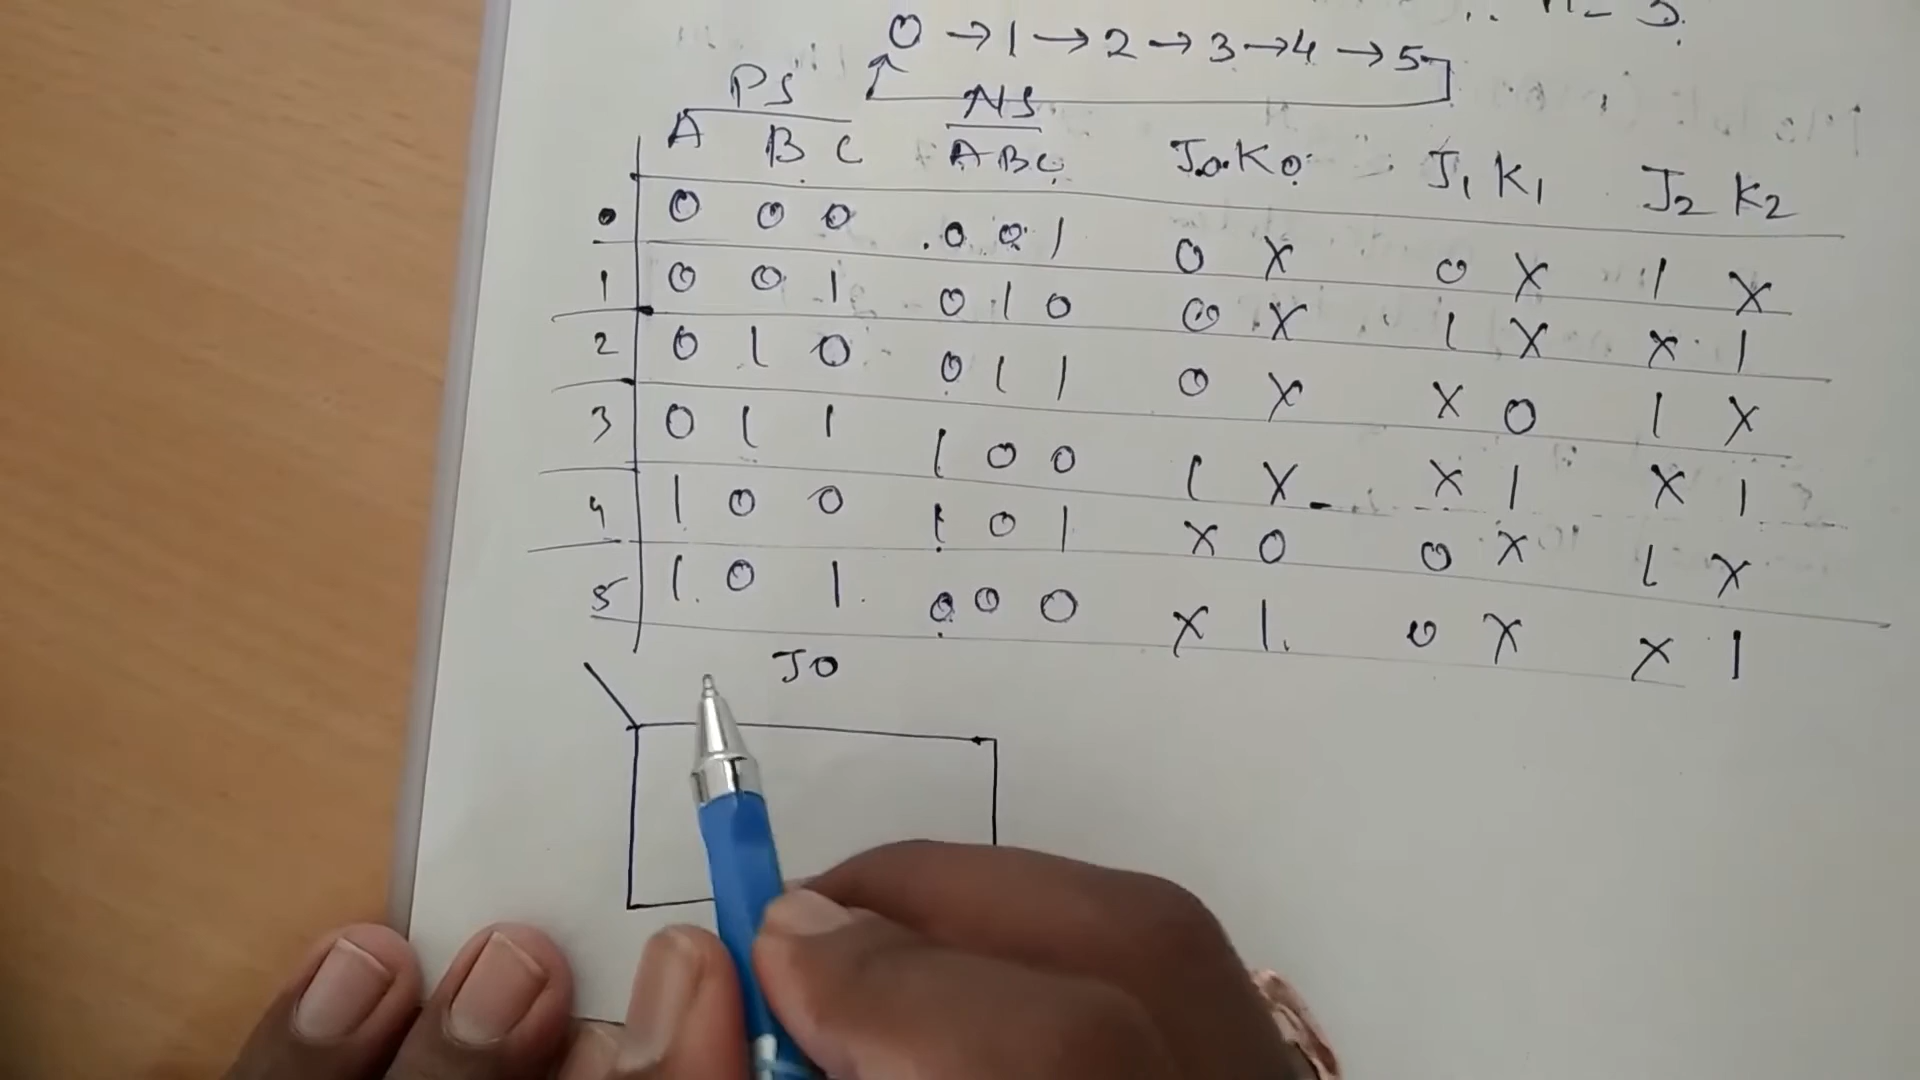 ∴ n = 3.
0 → 1 → 2 → 3 → 4 → 5
PS NS
A B C A B C J0 K0 J1 K1 J2 K2
0 0 0 0 0 0 1 0 X 0 X 1 X
1 0 0 1 0 1 0 0 X 1 X X 1
2 0 1 0 0 1 1 0 X X 0 1 X
3 0 1 1 1 0 0 1 X X 1 X 1
4 1 0 0 1 0 1 X 0 0 X 1 X
5 1 0 1 0 0 0 X 1 0 X X 1
J0